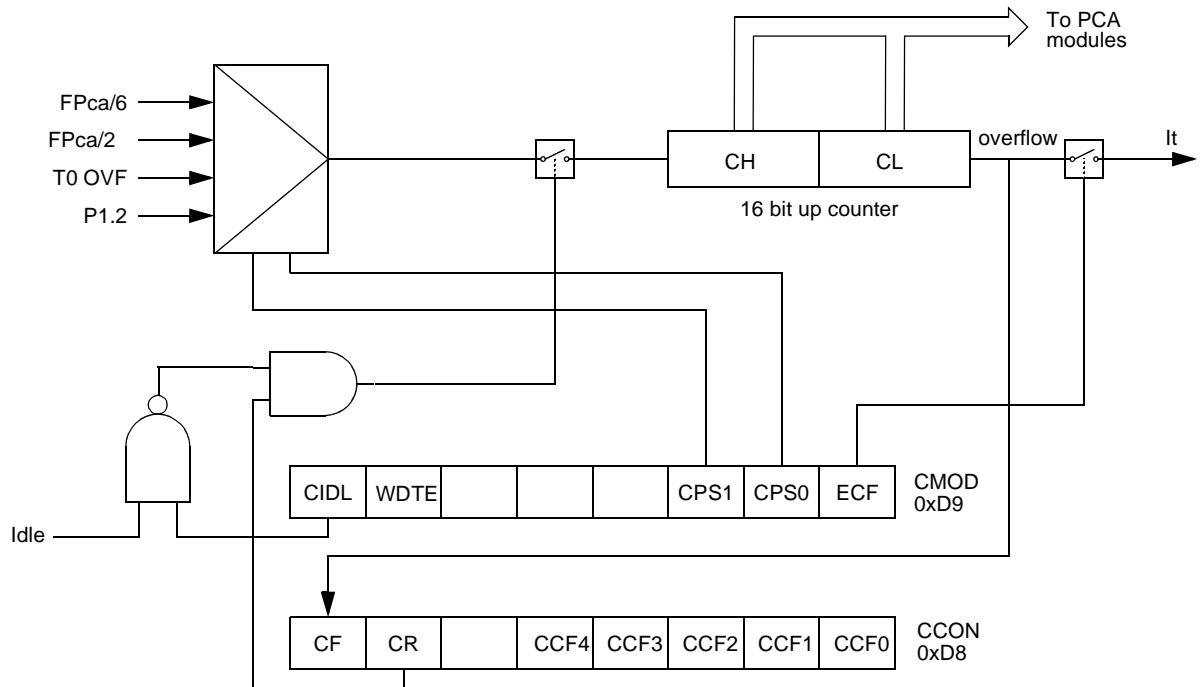 To PCA
modules
FPca/6
FPca/2
T0 OVF
P1.2
CH
CL
overflow
It
16 bit up counter
CIDL
WDTE
CPS1
CPS0
ECF
CMOD
0xD9
Idle
CF
CR
CCF4
CCF3
CCF2
CCF1
CCF0
CCON
0xD8